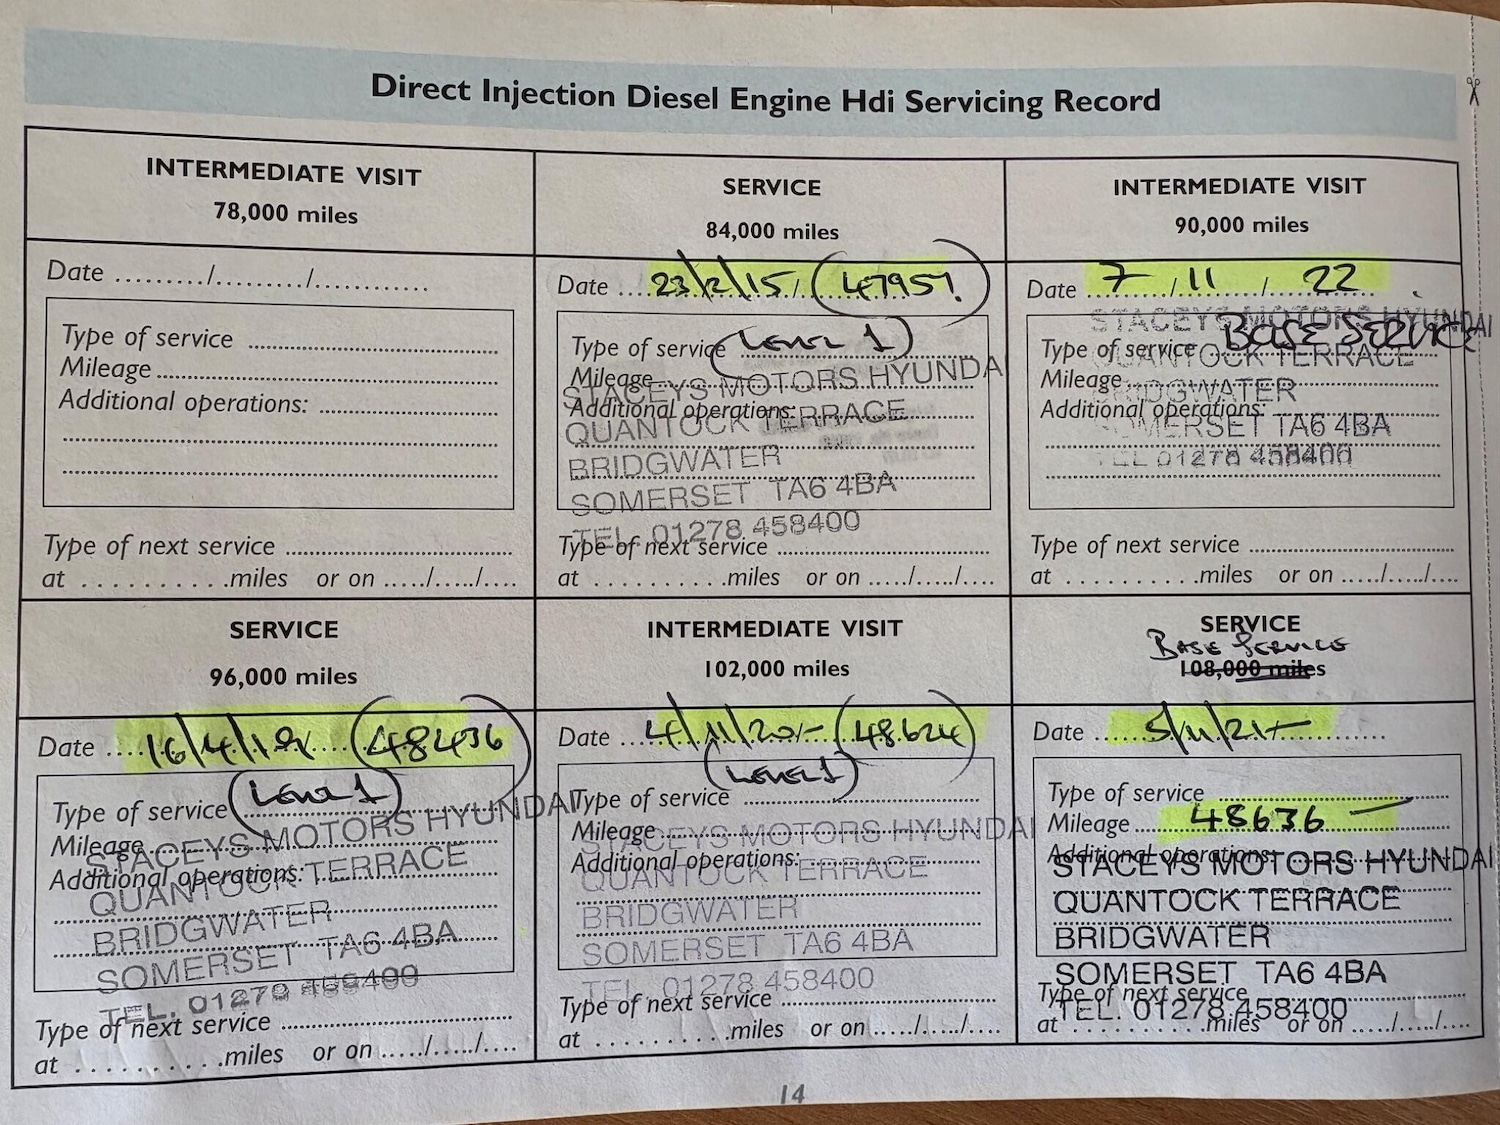 Direct Injection Diesel Engine Hdi Servicing Record
INTERMEDIATE VISIT
78,000 miles
Date ........./........./............
Type of service
Mileage
Additional operations:
Type of next service
at ..........miles or on ...../...../....
SERVICE
84,000 miles
Date 23/2/15 (47951)
Type of service (LEVEL 1)
Mileage
STACEYS MOTORS HYUNDAI
Additional operations:
QUANTOCK TERRACE
BRIDGWATER
SOMERSET TA6 4BA
TEL. 01278 458400
Type of next service
at ..........miles or on ...../...../....
INTERMEDIATE VISIT
90,000 miles
Date 7/11/22
STACEYS MOTORS HYUNDAI
Type of service BASE SERVICE
QUANTOCK TERRACE
Mileage
BRIDGWATER
Additional operations:
SOMERSET TA6 4BA
TEL 01278 458400
Type of next service
at ..........miles or on ...../...../....
SERVICE
96,000 miles
Date 16/4/19 (48436)
Type of service (LEVEL 1)
STACEYS MOTORS HYUNDAI
Mileage
Additional operations:
QUANTOCK TERRACE
BRIDGWATER
SOMERSET TA6 4BA
TEL. 01278 458400
Type of next service
at ..........miles or on ...../...../....
INTERMEDIATE VISIT
102,000 miles
Date 4/11/20 - (48624)
(LEVEL 1)
Type of service
Mileage
STACEYS MOTORS HYUNDAI
Additional operations:
QUANTOCK TERRACE
BRIDGWATER
SOMERSET TA6 4BA
TEL. 01278 458400
Type of next service
at ..........miles or on ...../...../....
SERVICE
BASE SERVICE
108,000 miles
Date 5/11/21 -
Type of service
Mileage 48636 -
Additional operations:
STACEYS MOTORS HYUNDAI
QUANTOCK TERRACE
BRIDGWATER
SOMERSET TA6 4BA
Type of next service
TEL. 01278 458400
at ..........miles or on ...../...../....
14